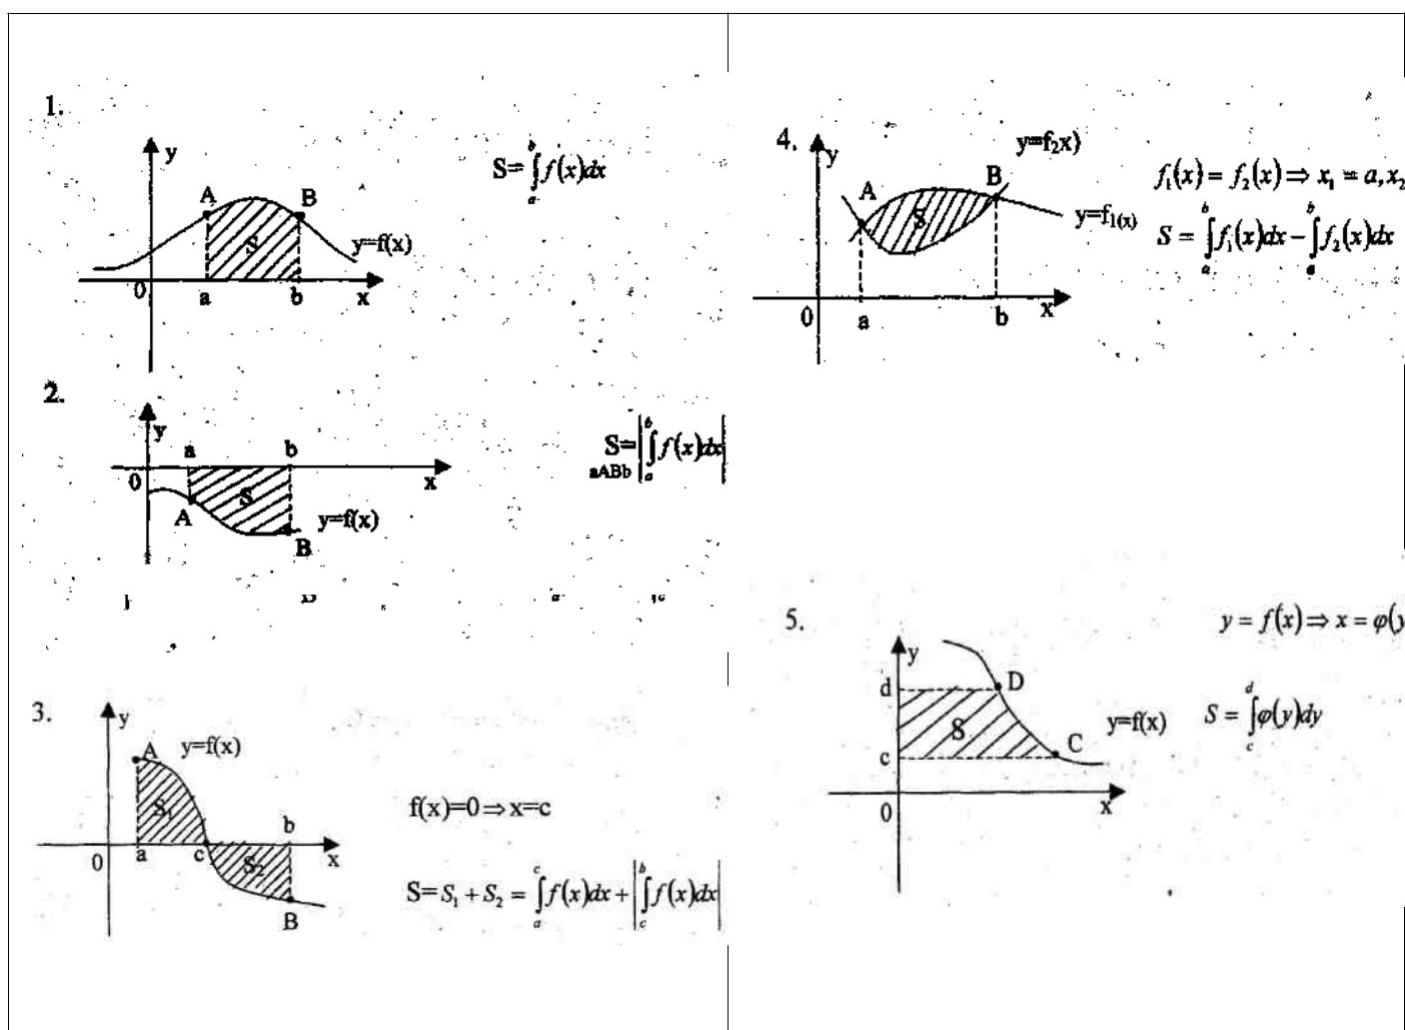 1.
y
S=∫_a^b f(x)dx
A
B
S
y=f(x)
0
a
b
x
2.
y
a
b
0
x
S
A
y=f(x)
B
S=|∫_a^b f(x)dx|
aABb
3.
y
A
y=f(x)
S₁
f(x)=0⇒x=c
b
0
a
c
x
S₂
B
S=S₁+S₂=∫_a^c f(x)dx+|∫_c^b f(x)dx|
4.
y
y=f₂x)
A
B
S
y=f₁₍ₓ₎
0
a
b
x
f₁(x)=f₂(x)⇒x₁=a,x₂
S=∫_a^b f₁(x)dx−∫_a^b f₂(x)dx
5.
y=f(x)⇒x=φ(y
y
d
D
S
y=f(x)
S=∫_c^d φ(y)dy
c
C
0
x